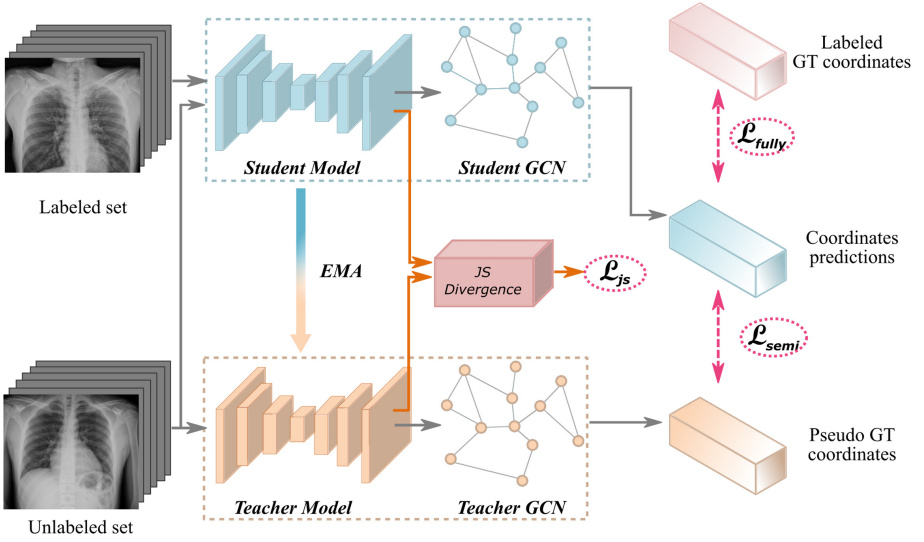 Labeled
GT coordinates
ℒfully
Student Model
Student GCN
Labeled set
Coordinates
predictions
EMA
JS
Divergence
ℒjs
ℒsemi
Pseudo GT
coordinates
Teacher Model
Teacher GCN
Unlabeled set